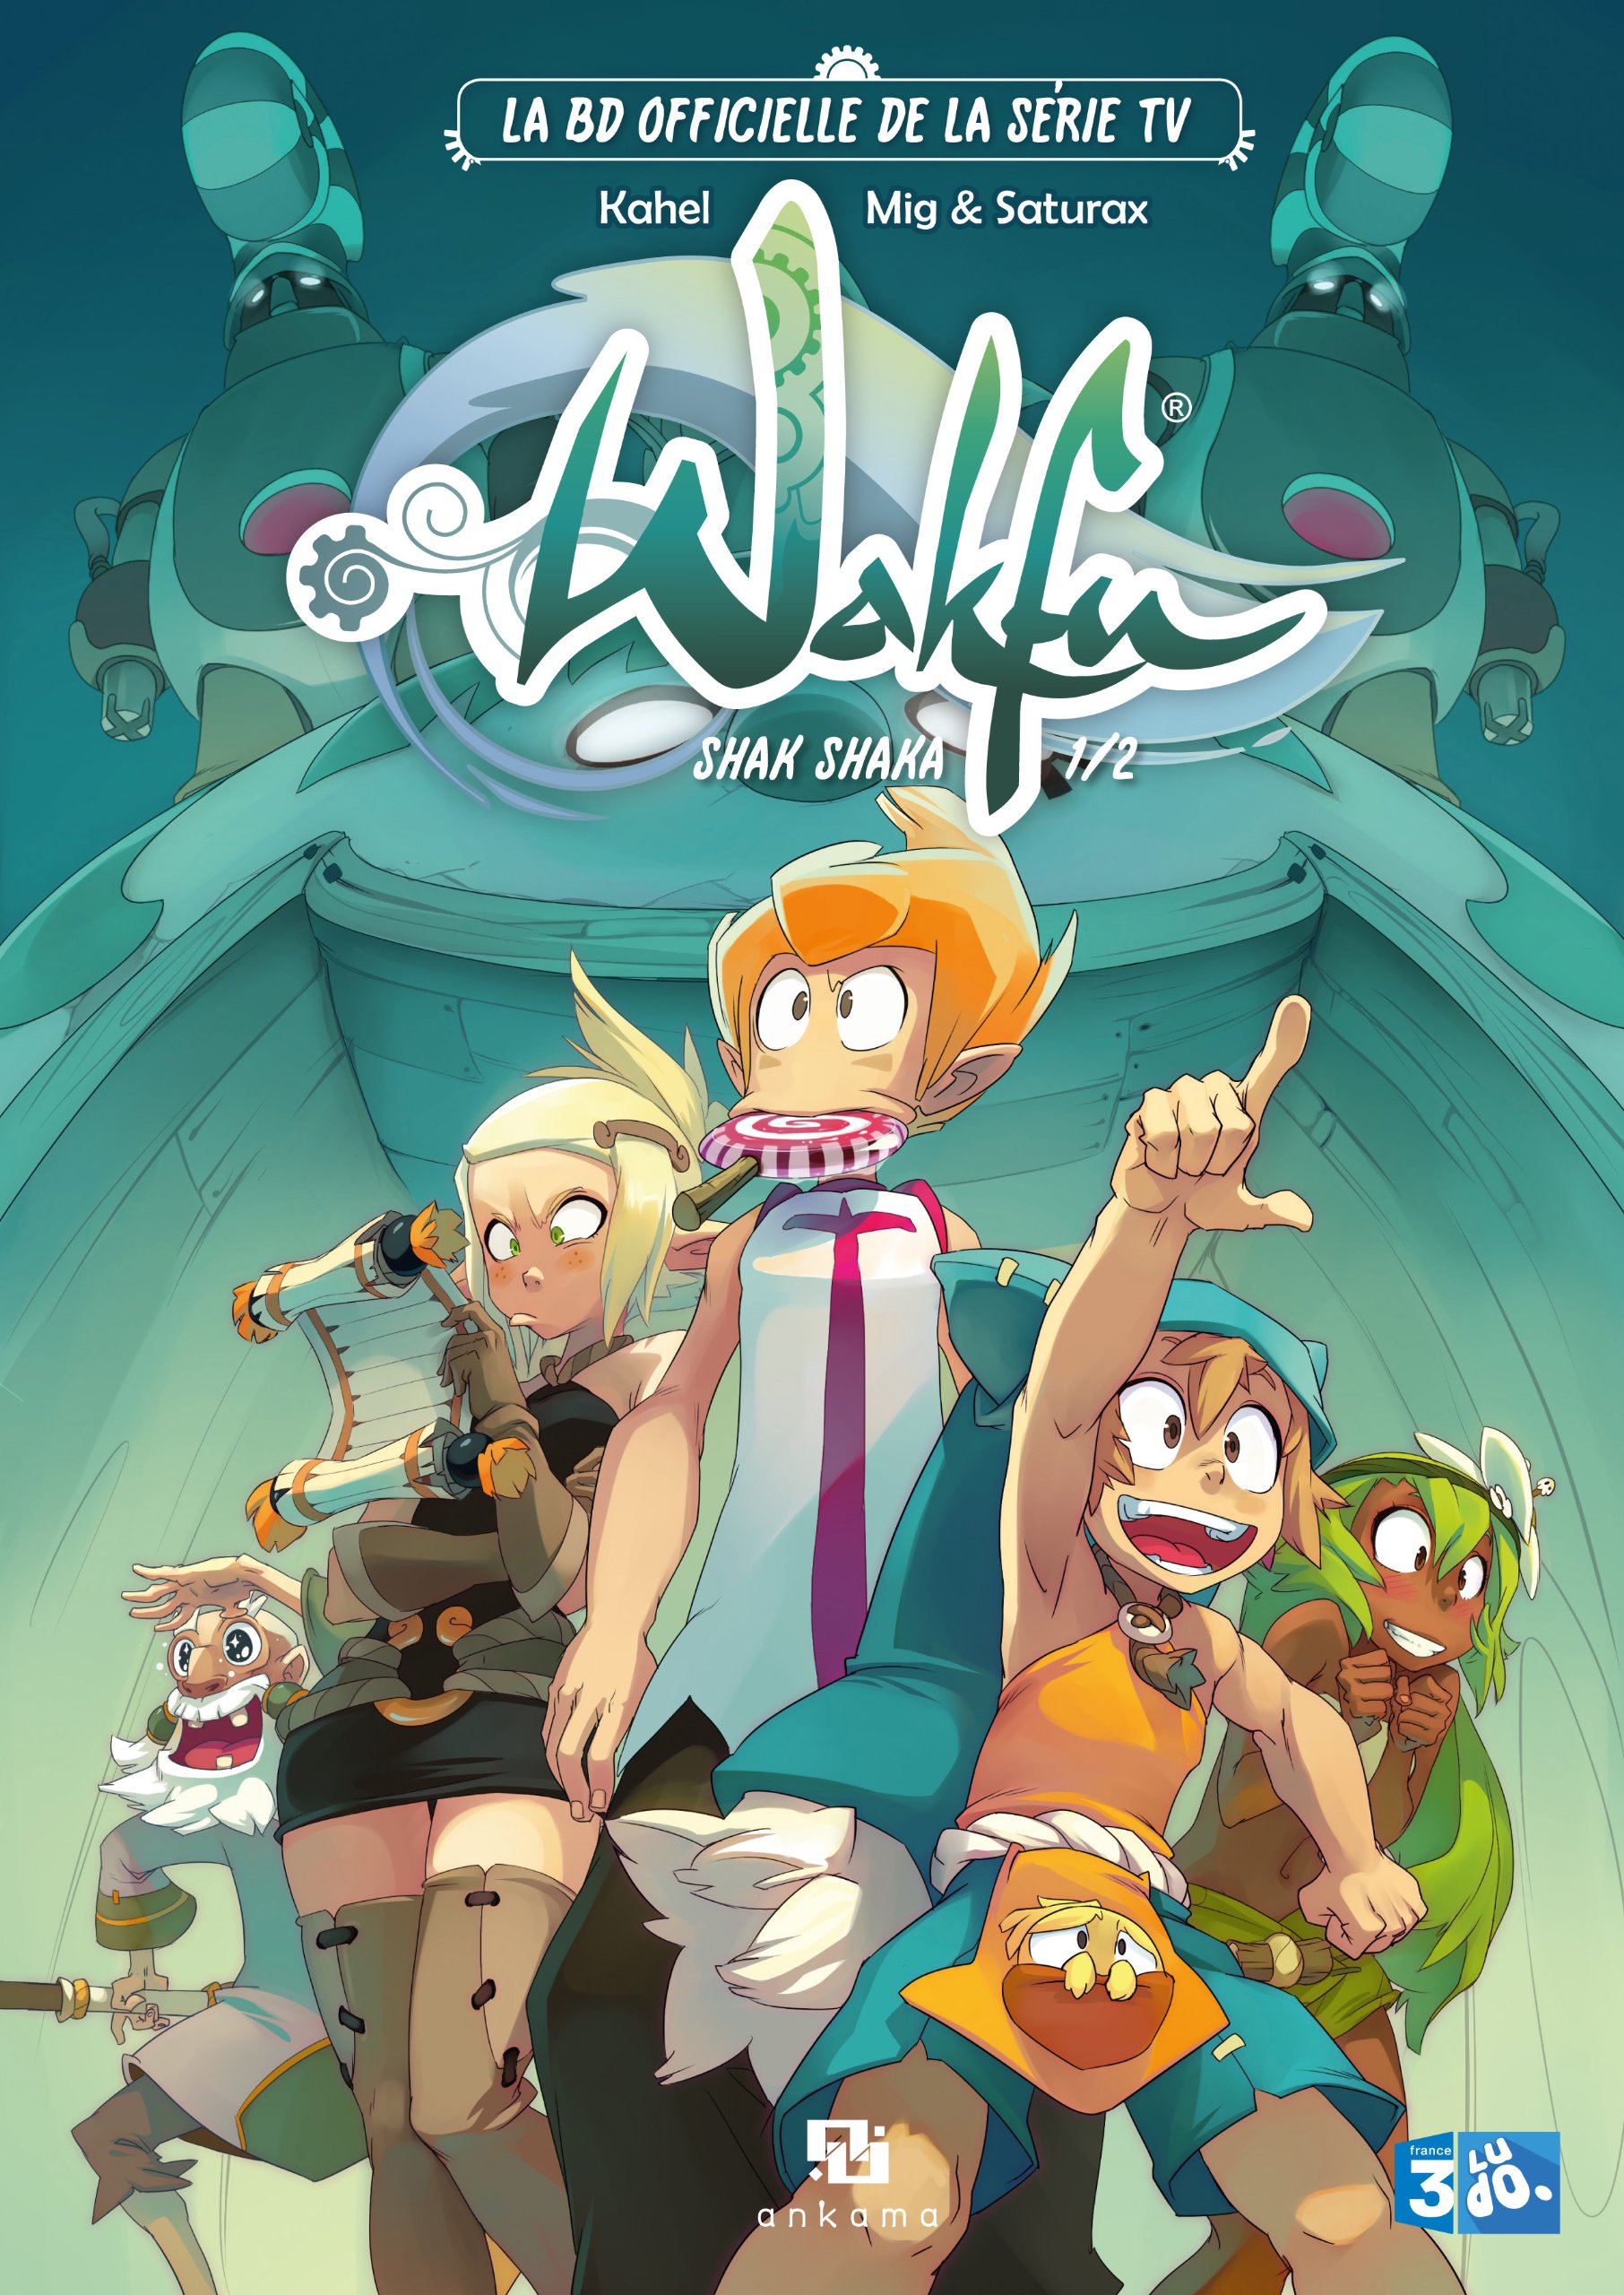 LA BD OFFICIELLE DE LA SÉRIE TV
Kahel Mig & Saturax
Wakfu ®
SHAK SHAKA 1/2
ankama
france 3 LUDO.